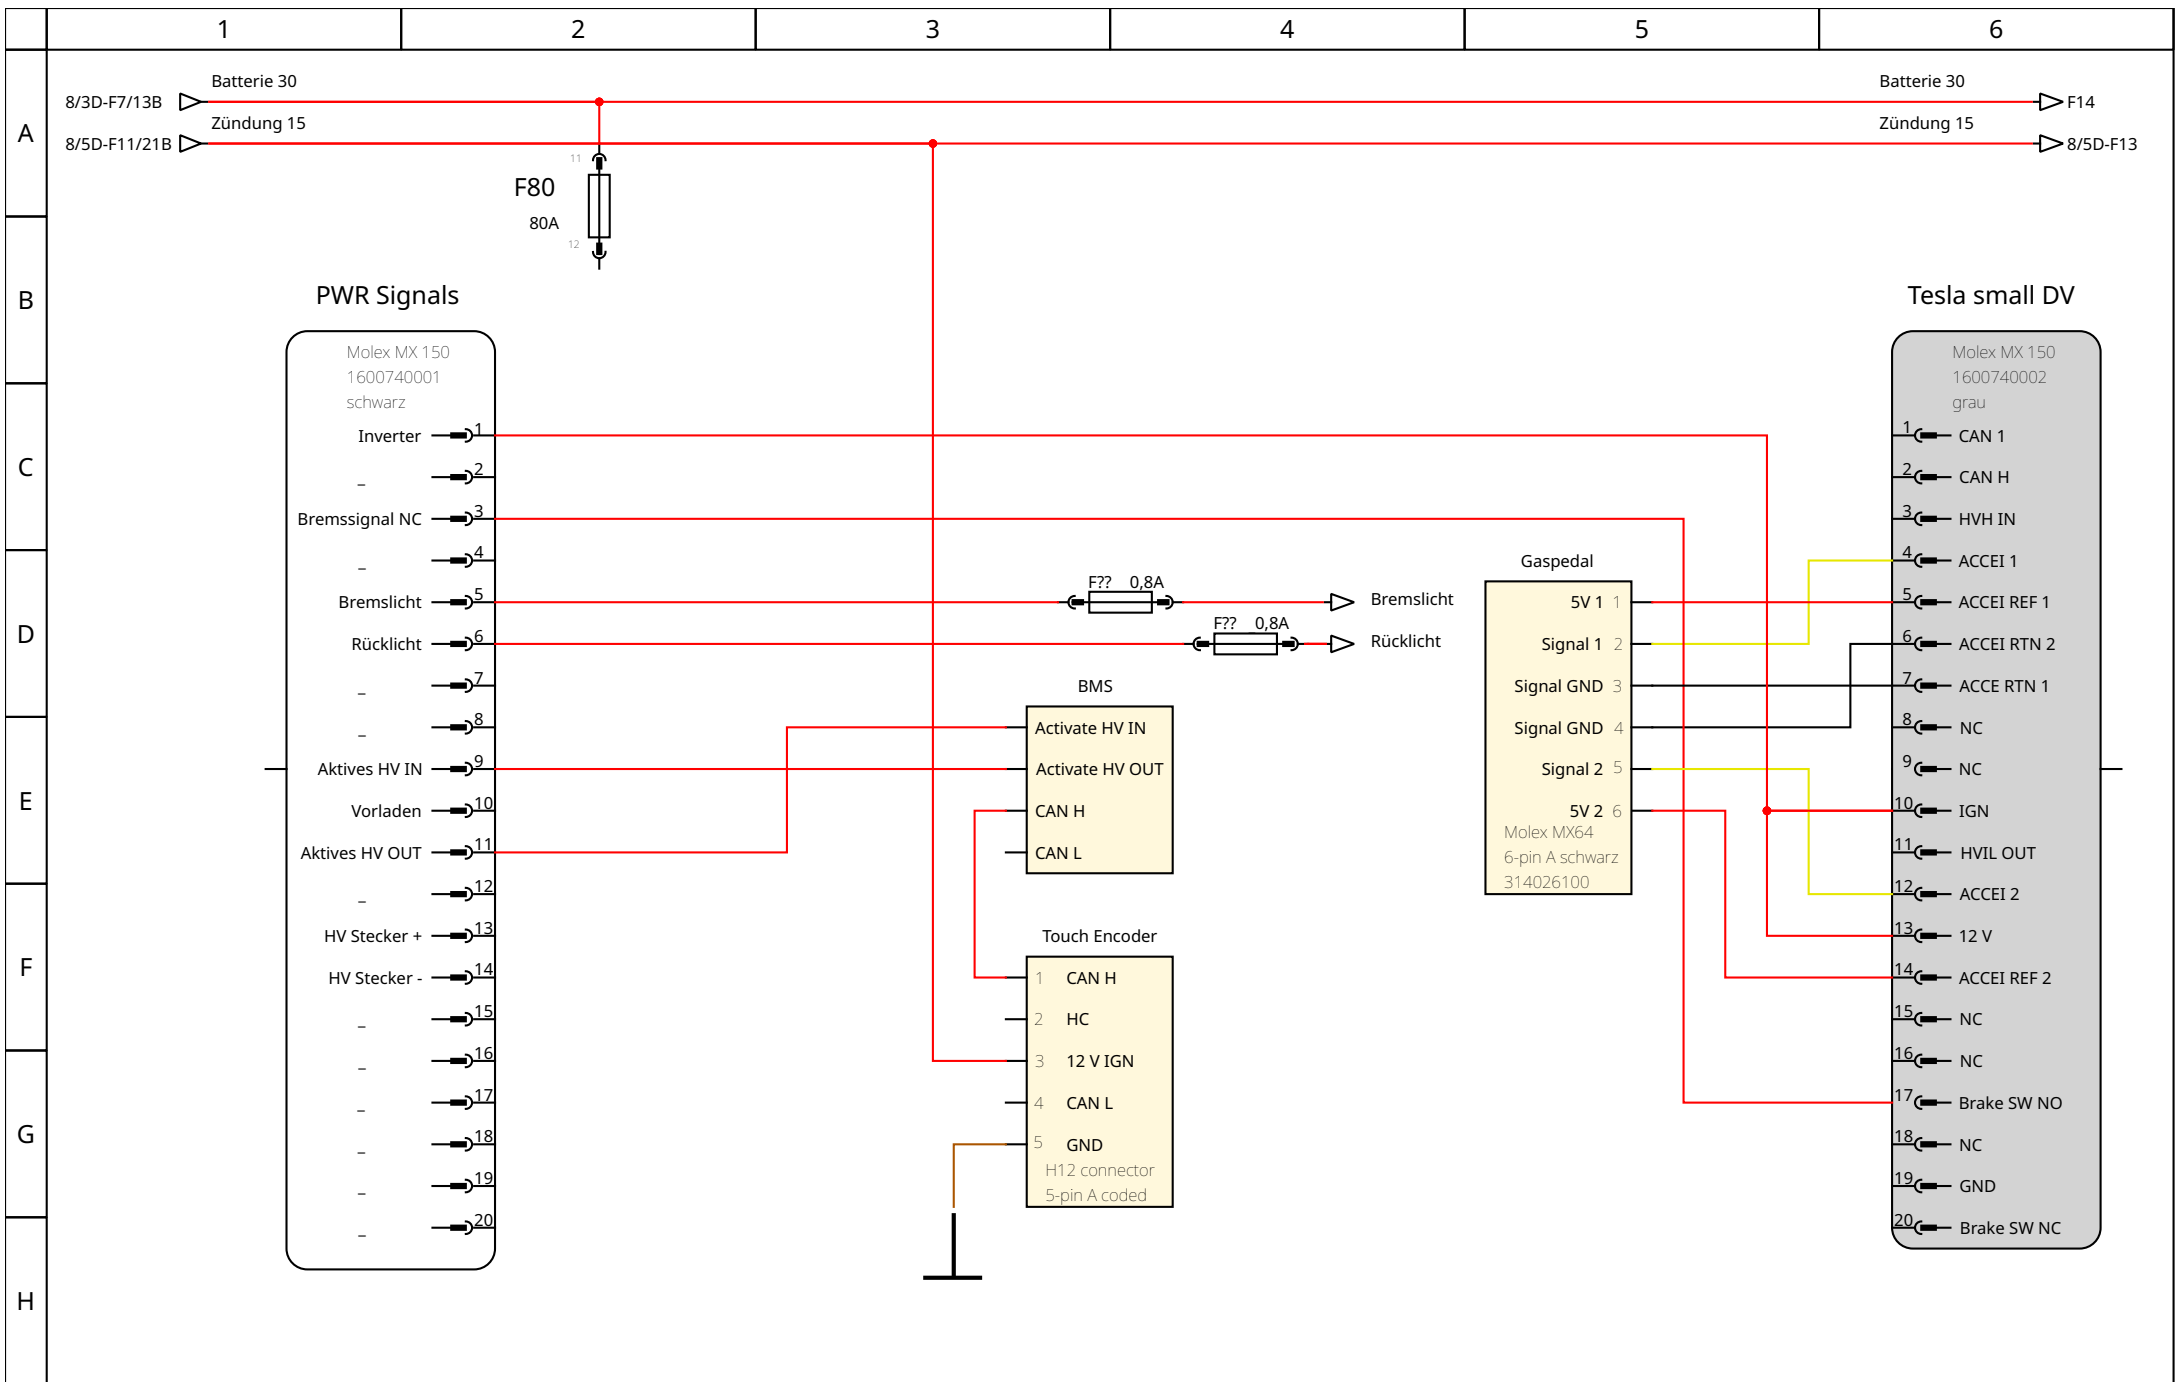 1 2 3 4 5 6
A
B
C
D
E
F
G
H
Batterie 30
8/3D-F7/13B
Zündung 15
8/5D-F11/21B
Batterie 30
F14
Zündung 15
8/5D-F13
11
F80
80A
12
PWR Signals
Molex MX 150
1600740001
schwarz
Inverter 1
_ 2
Bremssignal NC 3
_ 4
Bremslicht 5
Rücklicht 6
_ 7
_ 8
Aktives HV IN 9
Vorladen 10
Aktives HV OUT 11
_ 12
HV Stecker + 13
HV Stecker - 14
_ 15
_ 16
_ 17
_ 18
_ 19
_ 20
F?? 0,8A
Bremslicht
F?? _0,8A
Rücklicht
BMS
Activate HV IN
Activate HV OUT
CAN H
CAN L
Touch Encoder
1 CAN H
2 HC
3 12 V IGN
4 CAN L
5 GND
H12 connector
5-pin A coded
Gaspedal
5V 1 1
Signal 1 2
Signal GND 3
Signal GND 4
Signal 2 5
5V 2 6
Molex MX64
6-pin A schwarz
314026100
Tesla small DV
Molex MX 150
1600740002
grau
1 CAN 1
2 CAN H
3 HVH IN
4 ACCEI 1
5 ACCEI REF 1
6 ACCEI RTN 2
7 ACCE RTN 1
8 NC
9 NC
10 IGN
11 HVIL OUT
12 ACCEI 2
13 12 V
14 ACCEI REF 2
15 NC
16 NC
17 Brake SW NO
18 NC
19 GND
20 Brake SW NC